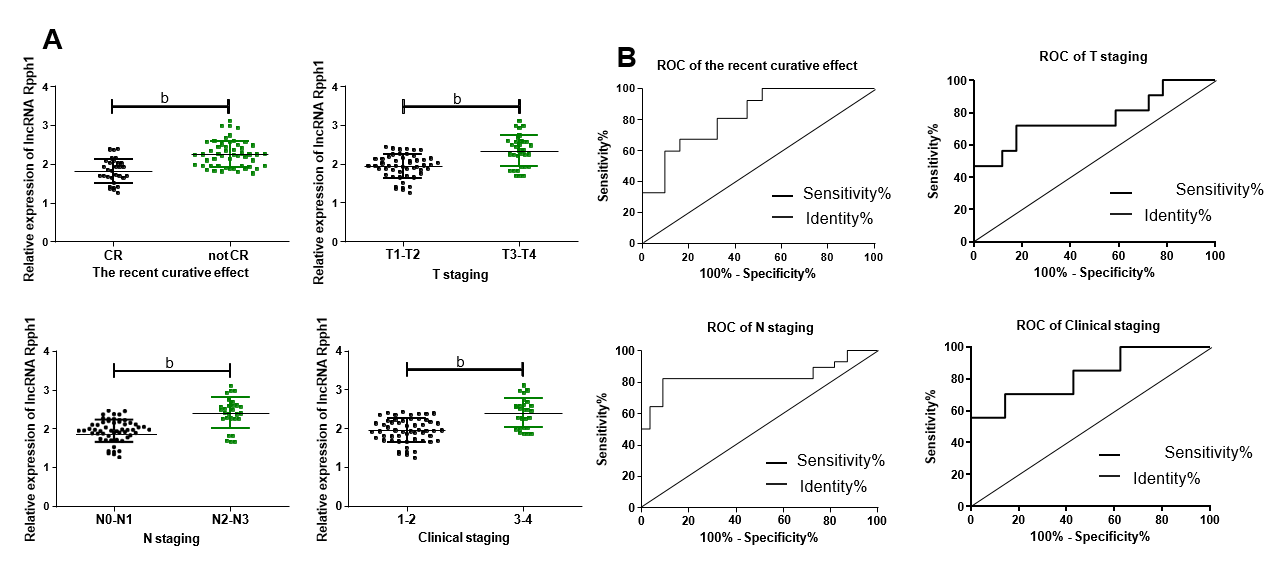 A
Relative expression of lncRNA Rpph1
4
3
2
1
0
b
CR
notCR
The recent curative effect
Relative expression of lncRNA Rpph1
4
3
2
1
0
b
T1-T2
T3-T4
T staging
B
ROC of the recent curative effect
Sensitivity%
100
80
60
40
20
0
Sensitivity%
Identity%
0 20 40 60 80 100
100% - Specificity%
ROC of T staging
Sensitivity%
100
80
60
40
20
0
Sensitivity%
Identity%
0 20 40 60 80 100
100% - Specificity%
Relative expression of lncRNA Rpph1
4
3
2
1
0
b
N0-N1
N2-N3
N staging
Relative expression of lncRNA Rpph1
4
3
2
1
0
b
1-2
3-4
Clinical staging
ROC of N staging
Sensitivity%
100
80
60
40
20
0
Sensitivity%
Identity%
0 20 40 60 80 100
100% - Specificity%
ROC of Clinical staging
Sensitivity%
100
80
60
40
20
0
Sensitivity%
Identity%
0 20 40 60 80 100
100% - Specificity%